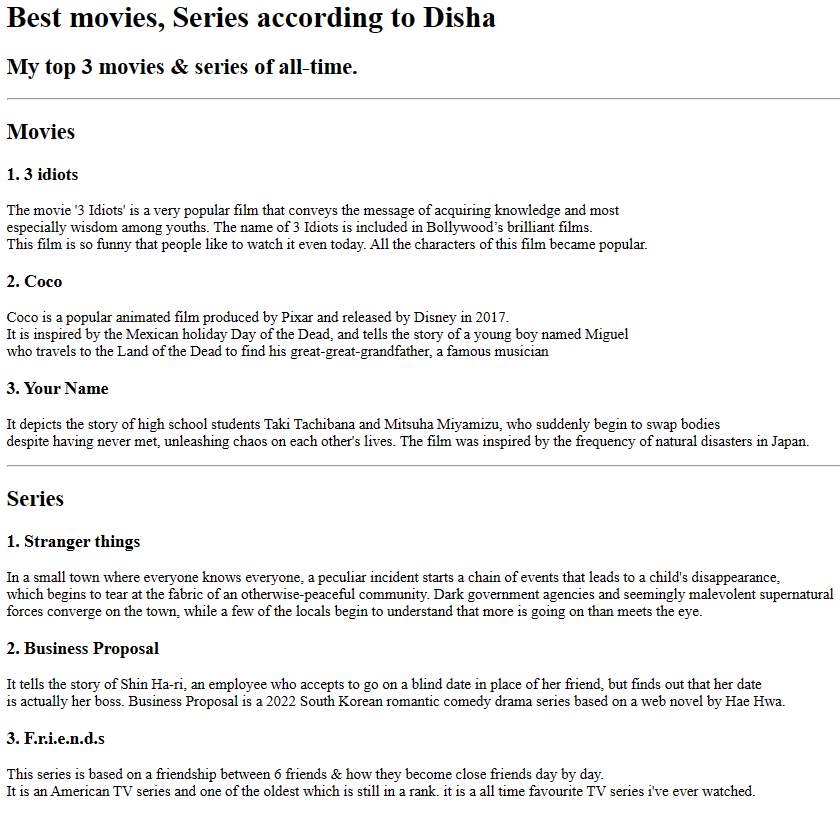 Best movies, Series according to Disha
My top 3 movies & series of all-time.
Movies
1. 3 idiots
The movie '3 Idiots' is a very popular film that conveys the message of acquiring knowledge and most
especially wisdom among youths. The name of 3 Idiots is included in Bollywood’s brilliant films.
This film is so funny that people like to watch it even today. All the characters of this film became popular.
2. Coco
Coco is a popular animated film produced by Pixar and released by Disney in 2017.
It is inspired by the Mexican holiday Day of the Dead, and tells the story of a young boy named Miguel
who travels to the Land of the Dead to find his great-great-grandfather, a famous musician
3. Your Name
It depicts the story of high school students Taki Tachibana and Mitsuha Miyamizu, who suddenly begin to swap bodies
despite having never met, unleashing chaos on each other's lives. The film was inspired by the frequency of natural disasters in Japan.
Series
1. Stranger things
In a small town where everyone knows everyone, a peculiar incident starts a chain of events that leads to a child's disappearance,
which begins to tear at the fabric of an otherwise-peaceful community. Dark government agencies and seemingly malevolent supernatural
forces converge on the town, while a few of the locals begin to understand that more is going on than meets the eye.
2. Business Proposal
It tells the story of Shin Ha-ri, an employee who accepts to go on a blind date in place of her friend, but finds out that her date
is actually her boss. Business Proposal is a 2022 South Korean romantic comedy drama series based on a web novel by Hae Hwa.
3. F.r.i.e.n.d.s
This series is based on a friendship between 6 friends & how they become close friends day by day.
It is an American TV series and one of the oldest which is still in a rank. it is a all time favourite TV series i've ever watched.